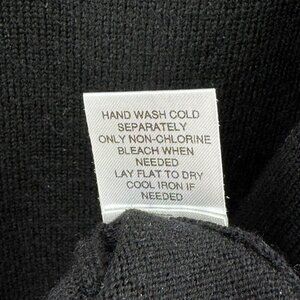 HAND WASH COLD
SEPARATELY
ONLY NON-CHLORINE
BLEACH WHEN
NEEDED
LAY FLAT TO DRY
COOL IRON IF
NEEDED